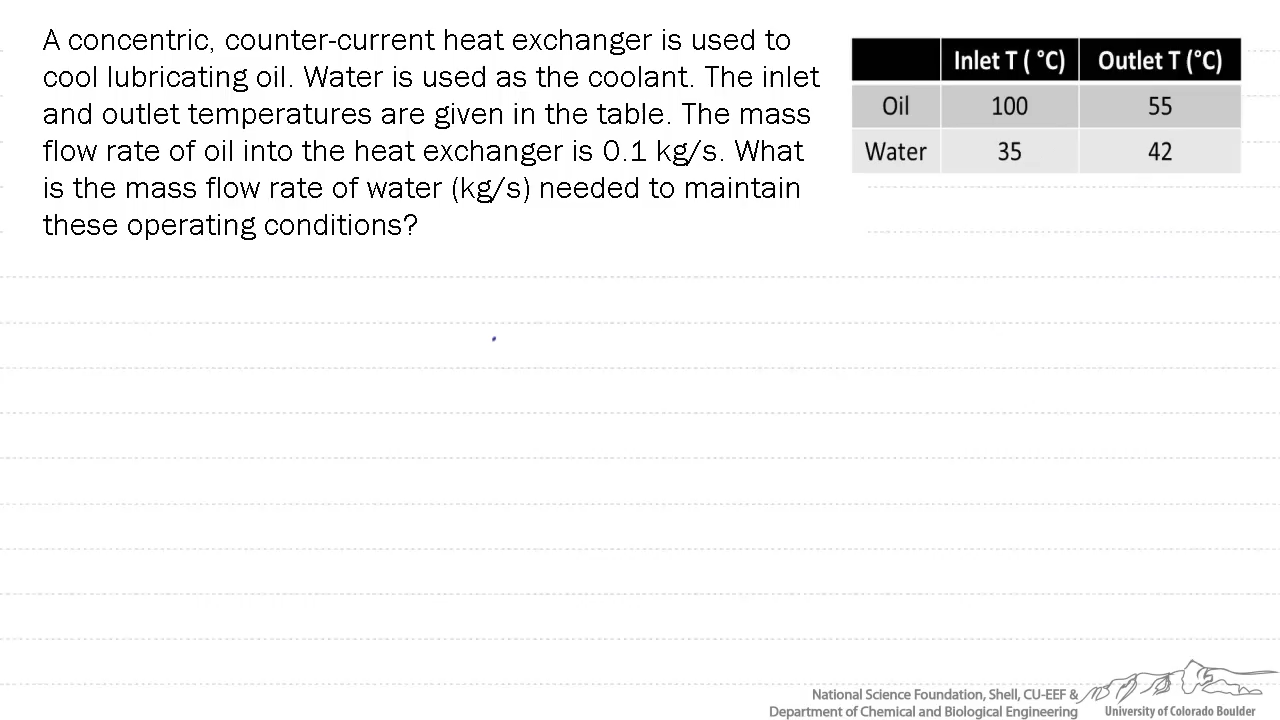 A concentric, counter-current heat exchanger is used to
cool lubricating oil. Water is used as the coolant. The inlet
and outlet temperatures are given in the table. The mass
flow rate of oil into the heat exchanger is 0.1 kg/s. What
is the mass flow rate of water (kg/s) needed to maintain
these operating conditions?
Inlet T ( °C) Outlet T (°C)
Oil 100 55
Water 35 42
National Science Foundation, Shell, CU-EEF &
Department of Chemical and Biological Engineering
University of Colorado Boulder